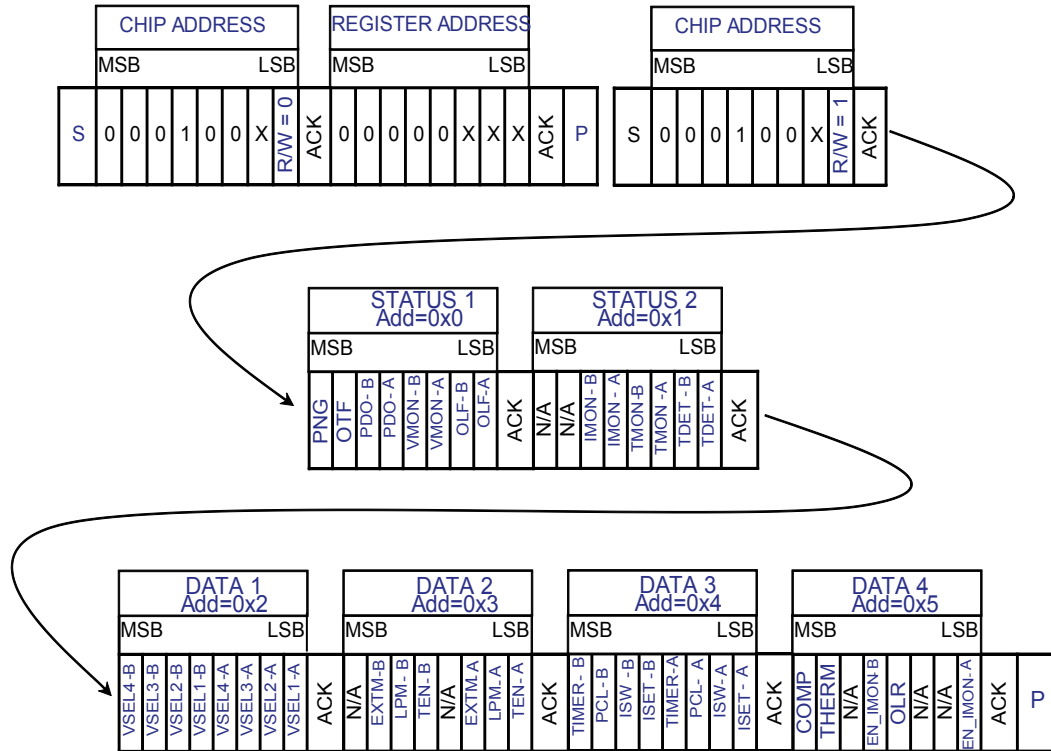 CHIP ADDRESS
REGISTER ADDRESS
CHIP ADDRESS
MSB LSB
MSB LSB
MSB LSB
S 0 0 0 1 0 0 X R/W = 0 ACK 0 0 0 0 0 X X X ACK P
S 0 0 0 1 0 0 X R/W = 1 ACK
STATUS 1
Add=0x0
STATUS 2
Add=0x1
MSB LSB
MSB LSB
PNG OTF PDO- B PDO- A VMON - B VMON - A OLF- B OLF-A ACK N/A N/A IMON - B IMON - A TMON -B TMON - A TDET - B TDET- A ACK
DATA 1
Add=0x2
DATA 2
Add=0x3
DATA 3
Add=0x4
DATA 4
Add=0x5
MSB LSB
MSB LSB
MSB LSB
MSB LSB
VSEL4-B VSEL3-B VSEL2-B VSEL1-B VSEL4-A VSEL3-A VSEL2-A VSEL1-A ACK N/A EXTM-B LPM- B TEN- B N/A EXTM-A LPM- A TEN- A ACK TIMER- B PCL- B ISW -B ISET -B TIMER-A PCL- A ISW- A ISET - A ACK COMP THERM N/A EN_IMON-B OLR N/A N/A EN_IMON- A ACK P